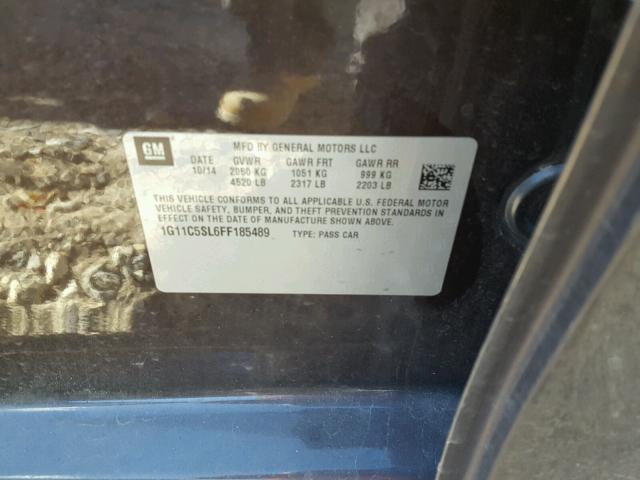 GM
MFD BY GENERAL MOTORS LLC
DATE GVWR GAWR FRT GAWR RR
10/14 2050 KG 1051 KG 999 KG
4520 LB 2317 LB 2203 LB
THIS VEHICLE CONFORMS TO ALL APPLICABLE U.S. FEDERAL MOTOR
VEHICLE SAFETY, BUMPER, AND THEFT PREVENTION STANDARDS IN
EFFECT ON THE DATE OF MANUFACTURE SHOWN ABOVE.
1G11C5SL6FF185489 TYPE: PASS CAR